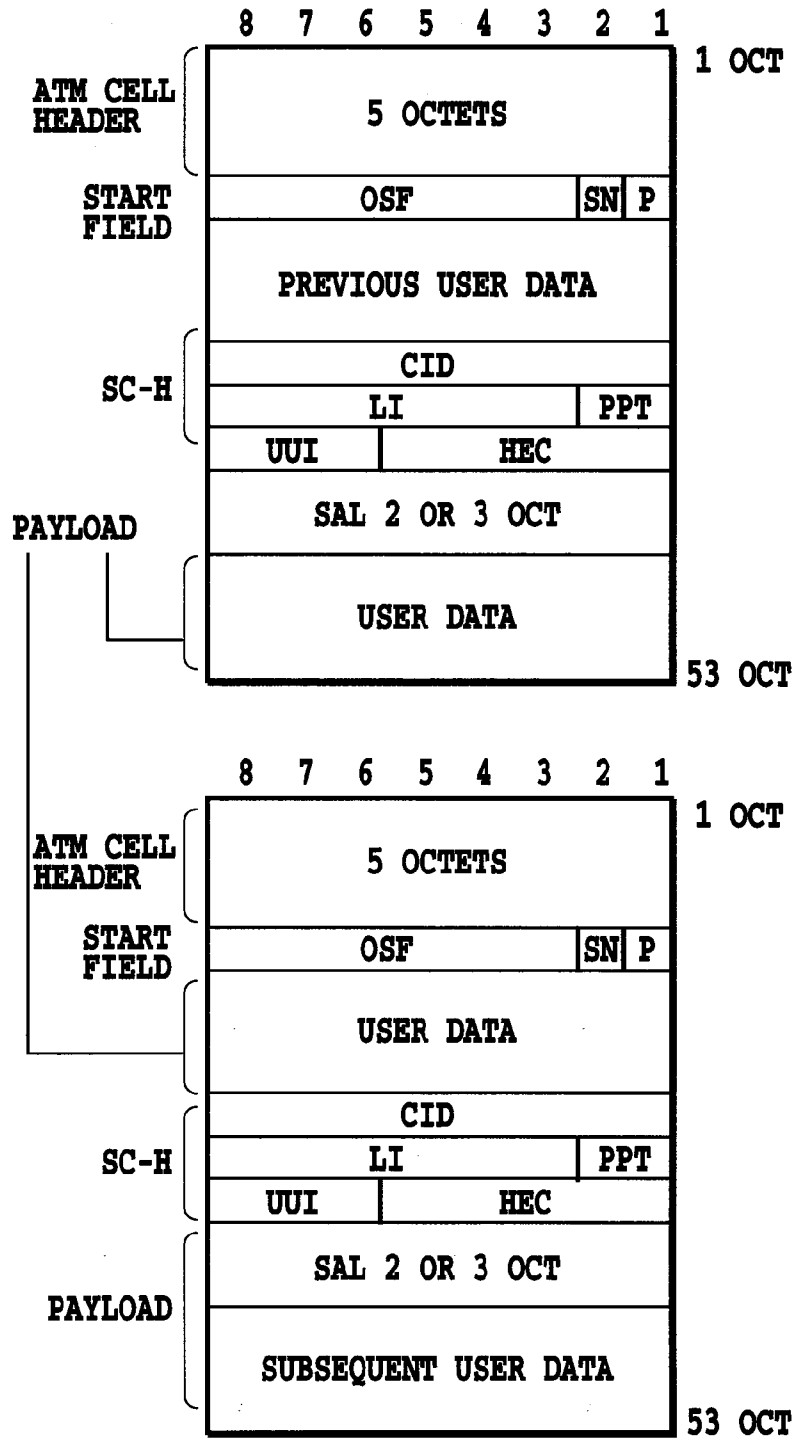 8 7 6 5 4 3 2 1
1 OCT
ATM CELL
HEADER
5 OCTETS
START
FIELD
OSF SN P
PREVIOUS USER DATA
SC-H
CID
LI PPT
UUI HEC
SAL 2 OR 3 OCT
PAYLOAD
USER DATA
53 OCT
8 7 6 5 4 3 2 1
1 OCT
ATM CELL
HEADER
5 OCTETS
START
FIELD
OSF SN P
USER DATA
CID
SC-H
LI PPT
UUI HEC
SAL 2 OR 3 OCT
PAYLOAD
SUBSEQUENT USER DATA
53 OCT